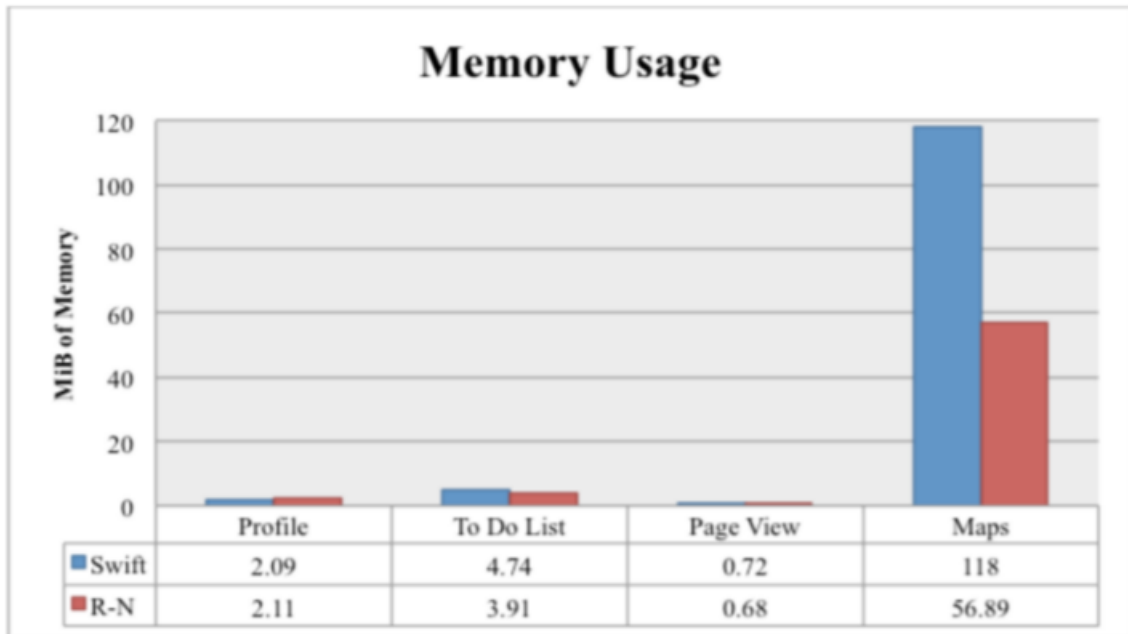 Memory Usage
120
100
80
60
40
20
0
MiB of Memory
Profile To Do List Page View Maps
Swift 2.09 4.74 0.72 118
R-N 2.11 3.91 0.68 56.89